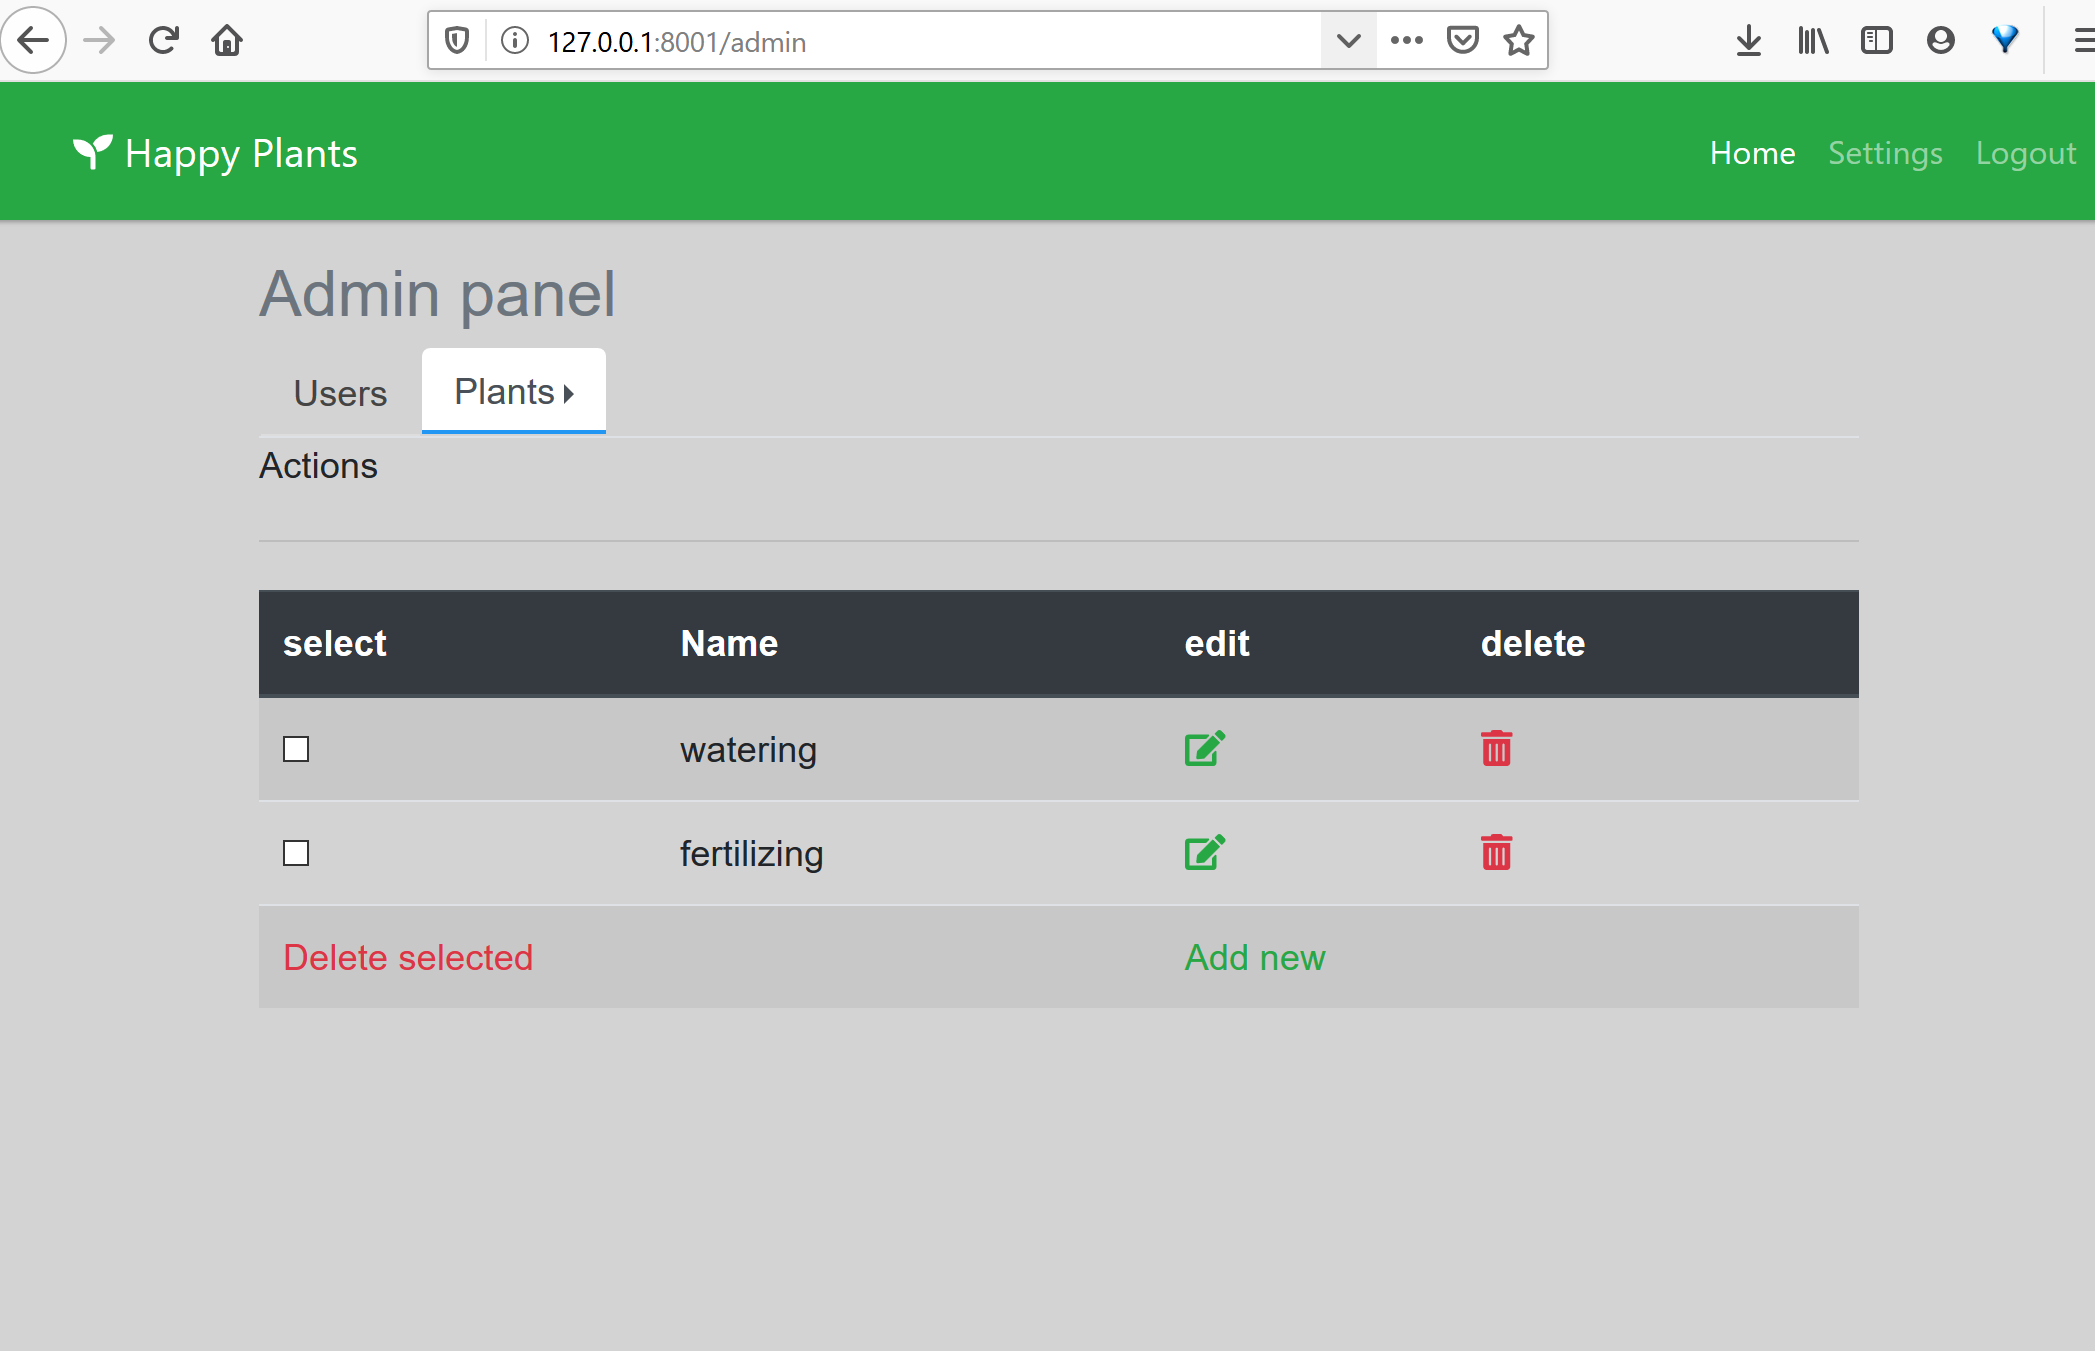 127.0.0.1:8001/admin
Happy Plants
Home Settings Logout
Admin panel
Users Plants
Actions
select Name edit delete
watering
fertilizing
Delete selected Add new